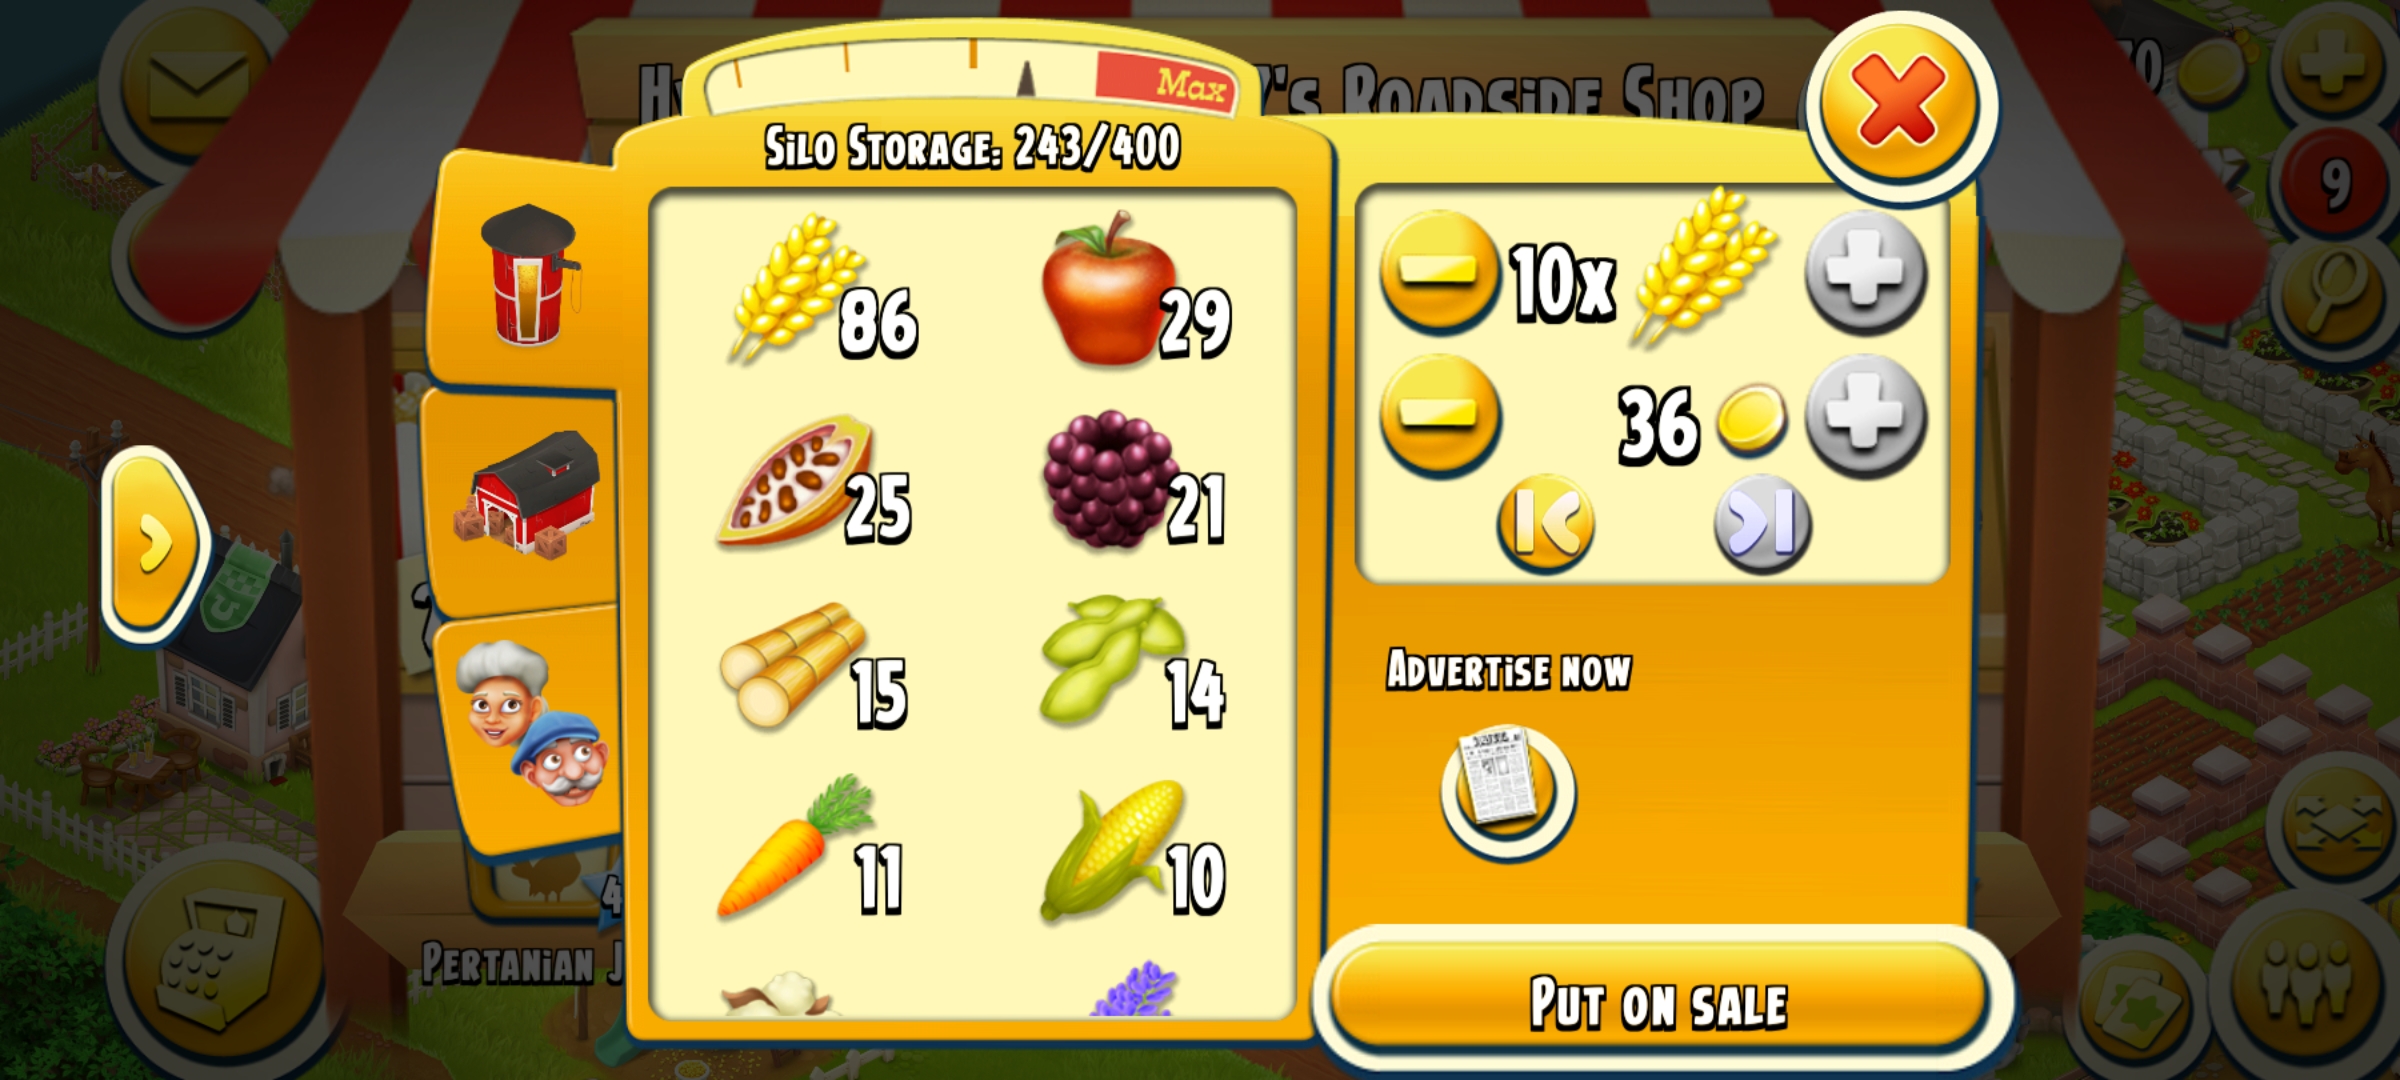 Max
Silo Storage: 243/400
's Roadside Shop
9
86
29
25
21
15
14
11
10
10x
36
Advertise now
Put on sale
Pertanian